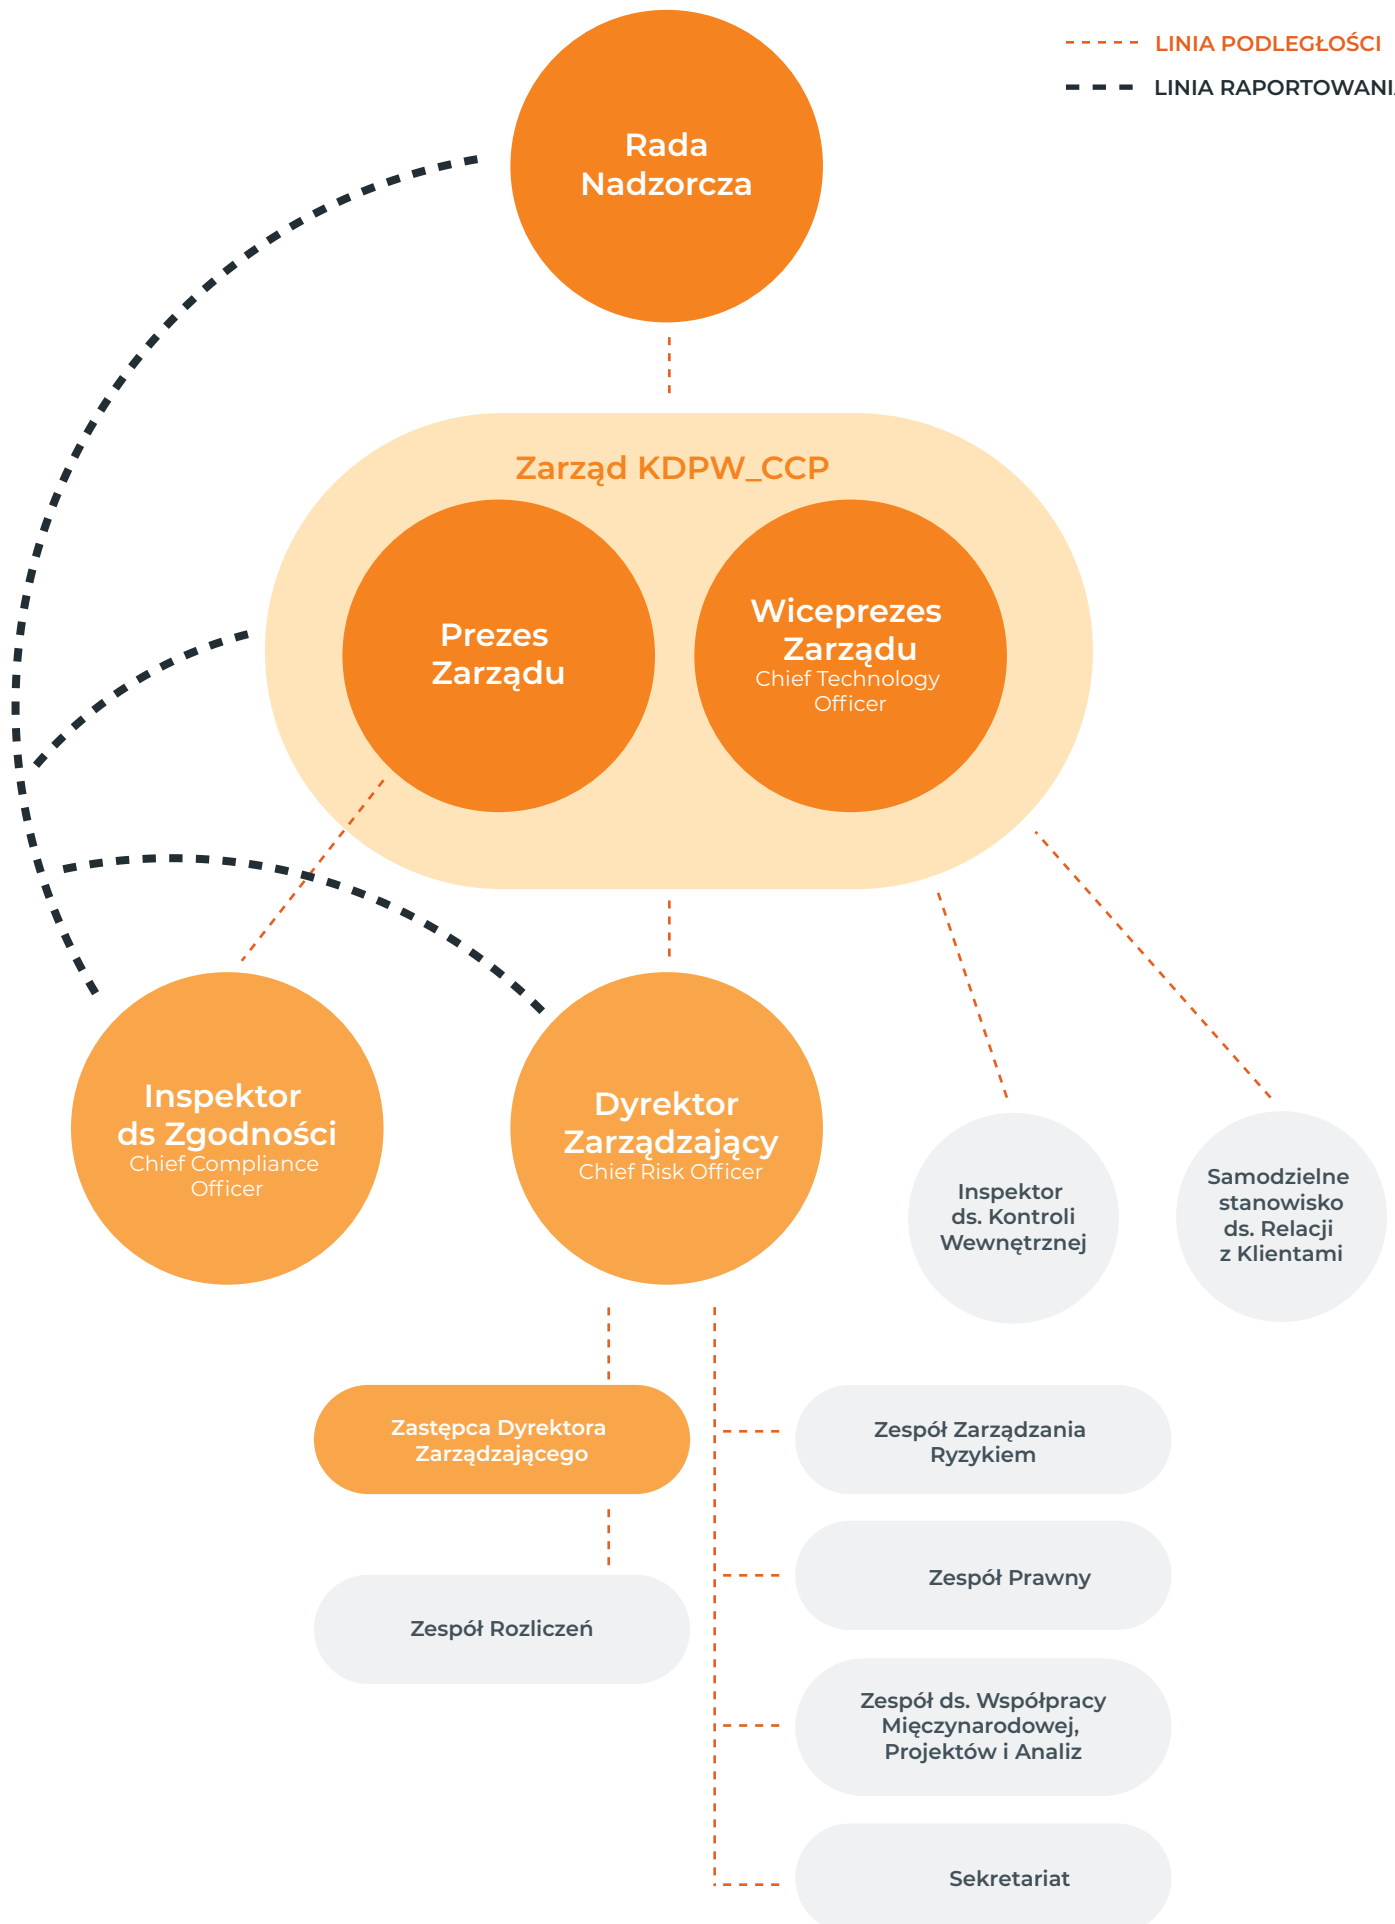 LINIA PODLEGŁOŚCI
LINIA RAPORTOWANIA
Rada
Nadzorcza
Zarząd KDPW_CCP
Prezes
Zarządu
Wiceprezes
Zarządu
Chief Technology
Officer
Inspektor
ds Zgodności
Chief Compliance
Officer
Dyrektor
Zarządzający
Chief Risk Officer
Inspektor
ds. Kontroli
Wewnętrznej
Samodzielne
stanowisko
ds. Relacji
z Klientami
Zastępca Dyrektora
Zarządzającego
Zespół Rozliczeń
Zespół Zarządzania
Ryzykiem
Zespół Prawny
Zespół ds. Współpracy
Mięczynarodowej,
Projektów i Analiz
Sekretariat